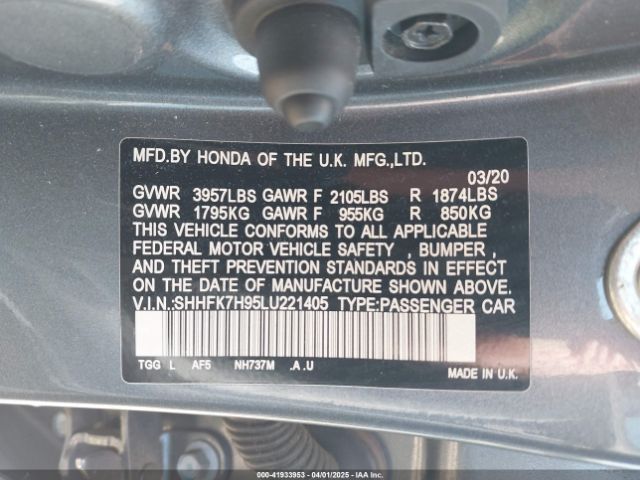 MFD.BY HONDA OF THE U.K. MFG.,LTD.
03/20
GVWR 3957LBS GAWR F 2105LBS R 1874LBS
GVWR 1795KG GAWR F 955KG R 850KG
THIS VEHICLE CONFORMS TO ALL APPLICABLE
FEDERAL MOTOR VEHICLE SAFETY , BUMPER ,
AND THEFT PREVENTION STANDARDS IN EFFECT
ON THE DATE OF MANUFACTURE SHOWN ABOVE.
V.I.N.:SHHFK7H95LU221405 TYPE:PASSENGER CAR
TGG L AF5 NH737M .A .U
MADE IN U.K.
000-41933953 - 04/01/2025 - IAA Inc.